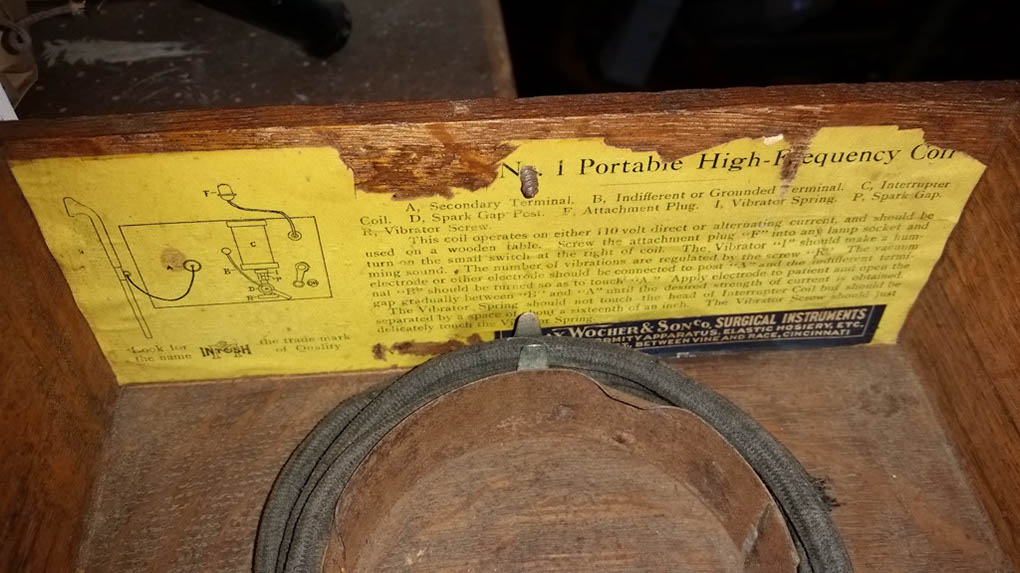 No. 1 Portable High-Frequency Coil
A, Secondary Terminal. B, Indifferent or Grounded Terminal. C, Interrupter
Coil. D, Spark Gap Post. F, Attachment Plug. I, Vibrator Spring. P, Spark Gap.
R, Vibrator Screw.
This coil operates on either 110 volt direct or alternating current, and should be
used on a wooden table. Screw the attachment plug "F" into any lamp socket and
turn on the small switch at the right of coil. The Vibrator "I" should make a hum-
ming sound. The number of vibrations are regulated by the screw "R." The vacuum
electrode or other electrode should be connected to post "A" and the indifferent termi-
nal "B" should be turned so as to touch "A". Apply electrode to patient and open the
gap gradually between "B" and "A" until the desired strength of current is obtained.
The Vibrator Spring should not touch the head of Interrupter Coil but should be
separated by a space of about a sixteenth of an inch. The Vibrator Screw should just
delicately touch the Vibrator Spring.
F
C
A
B
P
D
R
Look for the trade mark
the name INTOSH of Quality
WOCHER & SON CO. SURGICAL INSTRUMENTS
RMITY APPARATUS, ELASTIC HOSIERY, ETC.
T, BETWEEN VINE AND RACE, CINCINNATI